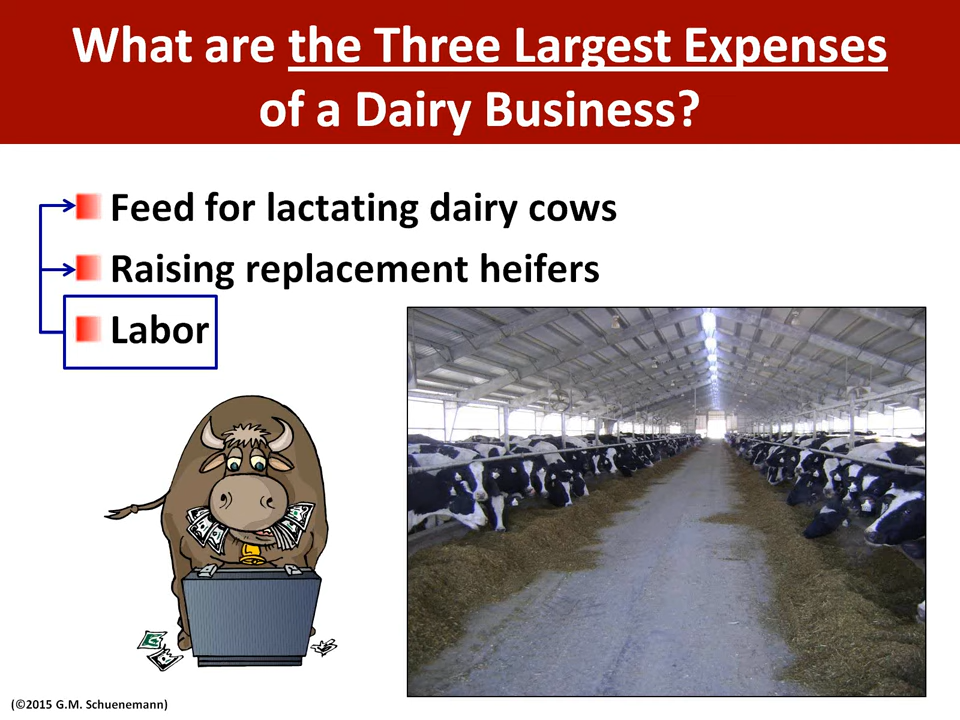 What are the Three Largest Expenses
of a Dairy Business?
Feed for lactating dairy cows
Raising replacement heifers
Labor
(©2015 G.M. Schuenemann)